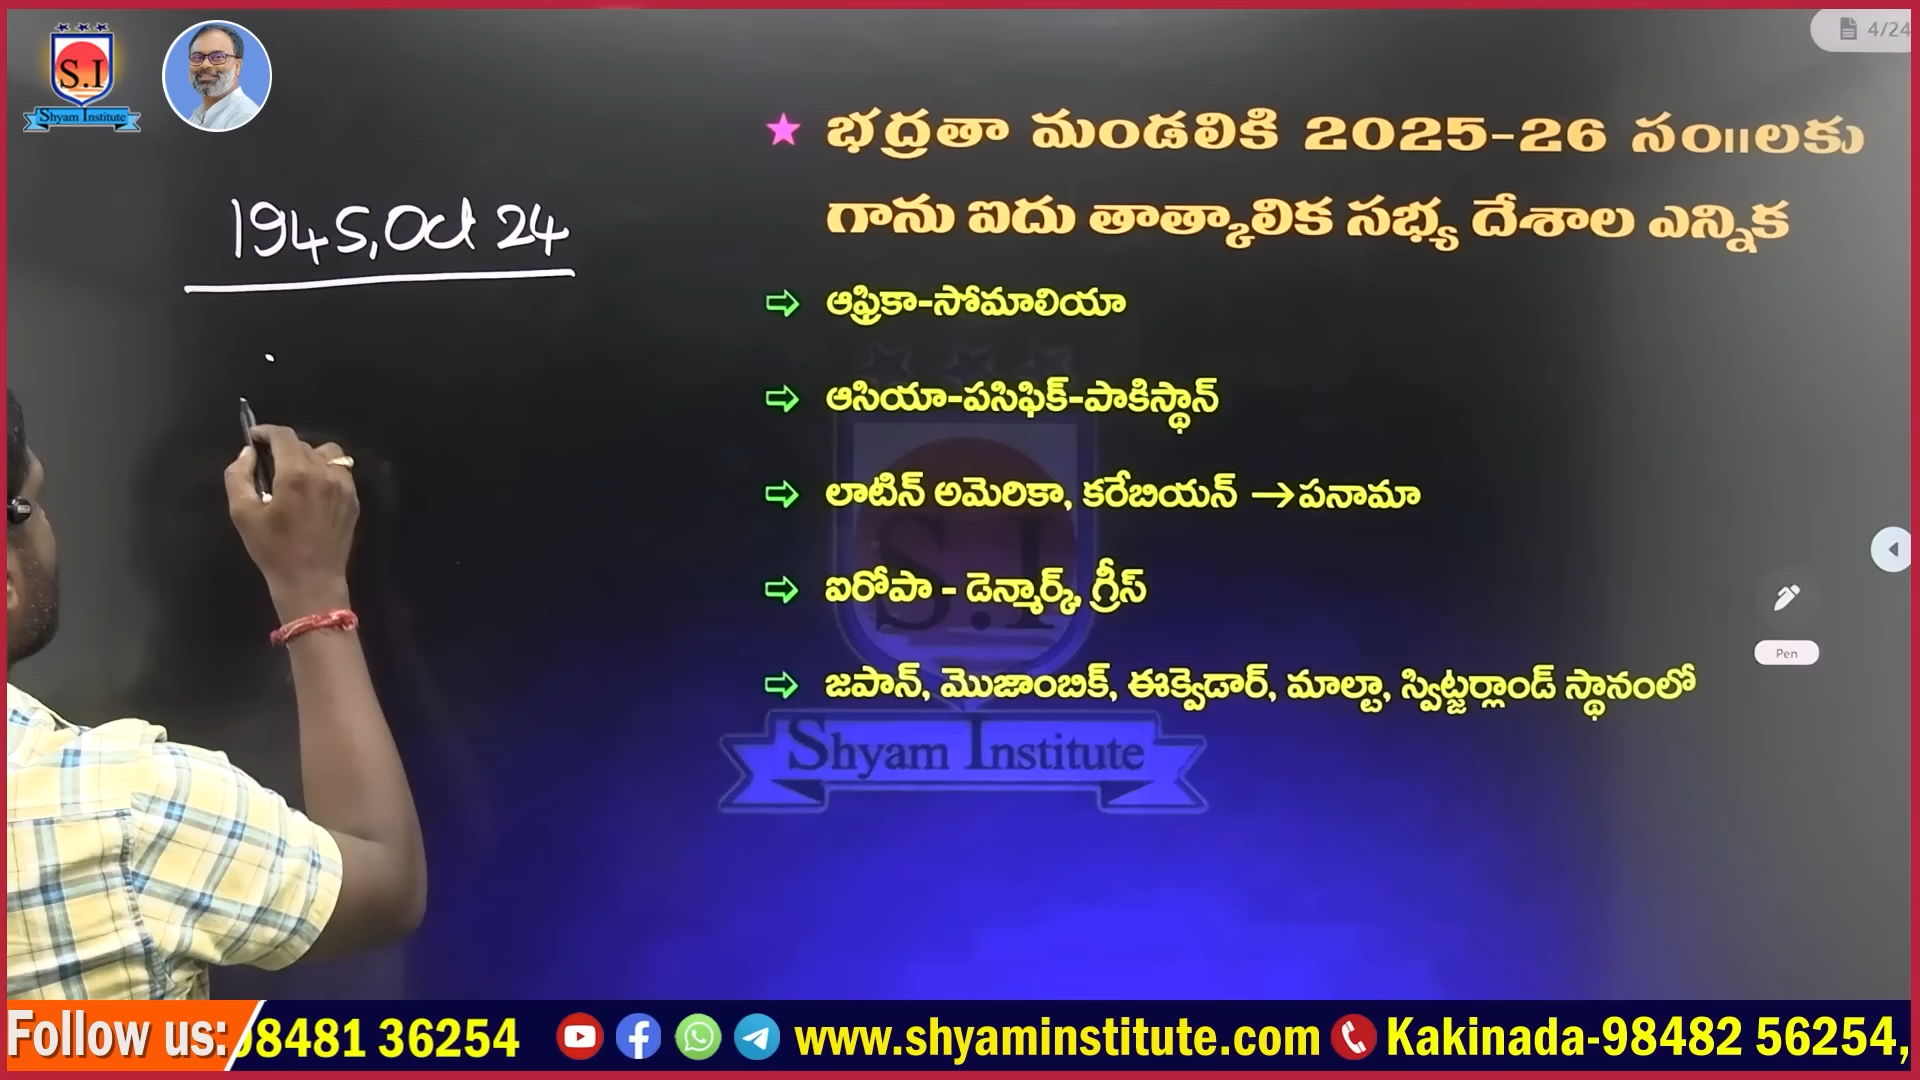 S.I
Shyam Institute
4/24
★ భద్రతా మండలికి 2025-26 సం॥లకు
గాను ఐదు తాత్కాలిక సభ్య దేశాల ఎన్నిక
1945, Oct 24
⇨ ఆఫ్రికా-సోమాలియా
⇨ ఆసియా-పసిఫిక్-పాకిస్థాన్
⇨ లాటిన్ అమెరికా, కరేబియన్ →పనామా
⇨ ఐరోపా - డెన్మార్క్, గ్రీస్
⇨ జపాన్, మొజాంబిక్, ఈక్వెడార్, మాల్టా, స్విట్జర్లాండ్ స్థానంలో
Pen
S.I
Shyam Institute
Follow us: 98481 36254 www.shyaminstitute.com Kakinada-98482 56254,